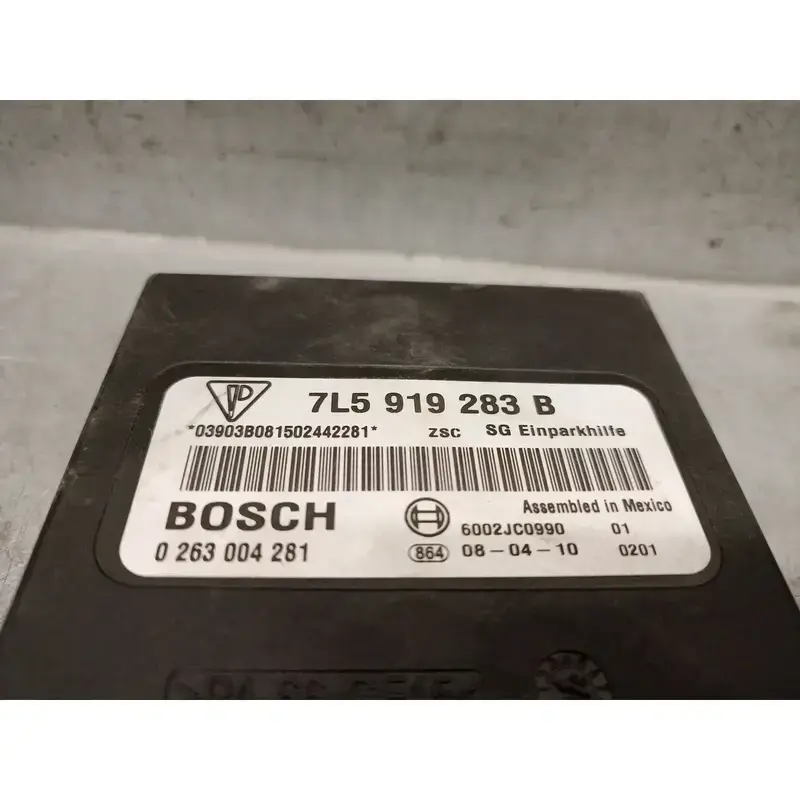 7L5 919 283 B
*03903B081502442281* ZSC SG Einparkhilfe
BOSCH
Assembled in Mexico
6002JC0990 01
0 263 004 281
864 08-04-10 0201